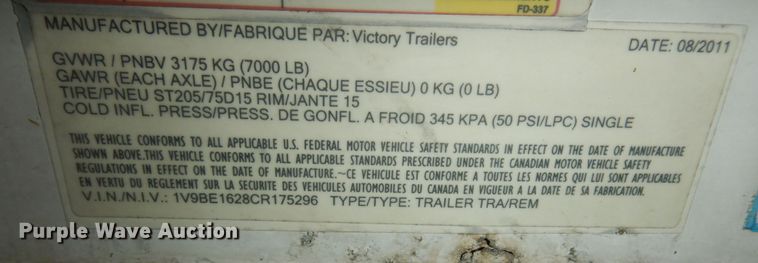 FD-337
MANUFACTURED BY/FABRIQUE PAR: Victory Trailers
DATE: 08/2011
GVWR / PNBV 3175 KG (7000 LB)
GAWR (EACH AXLE) / PNBE (CHAQUE ESSIEU) 0 KG (0 LB)
TIRE/PNEU ST205/75D15 RIM/JANTE 15
COLD INFL. PRESS/PRESS. DE GONFL. A FROID 345 KPA (50 PSI/LPC) SINGLE
THIS VEHICLE CONFORMS TO ALL APPLICABLE U.S. FEDERAL MOTOR VEHICLE SAFETY STANDARDS IN EFFECT ON THE DATE OF MANUFACTURE
SHOWN ABOVE.THIS VEHICLE CONFORMS TO ALL APPLICABLE STANDARDS PRESCRIBED UNDER THE CANADIAN MOTOR VEHICLE SAFETY
REGULATIONS IN EFFECT ON THE DATE OF MANUFACTURE.~CE VEHICULE EST CONFORME A TOUTES LES NORMES QUI LUI SONT APPLICABLES
EN VERTU DU REGLEMENT SUR LA SECURITE DES VEHICULES AUTOMOBILES DU CANADA EN VIGUEUR A LA DATE DE SA FABRICATION.
V.I.N./N.I.V.: 1V9BE1628CR175296 TYPE/TYPE: TRAILER TRA/REM
Purple Wave Auction